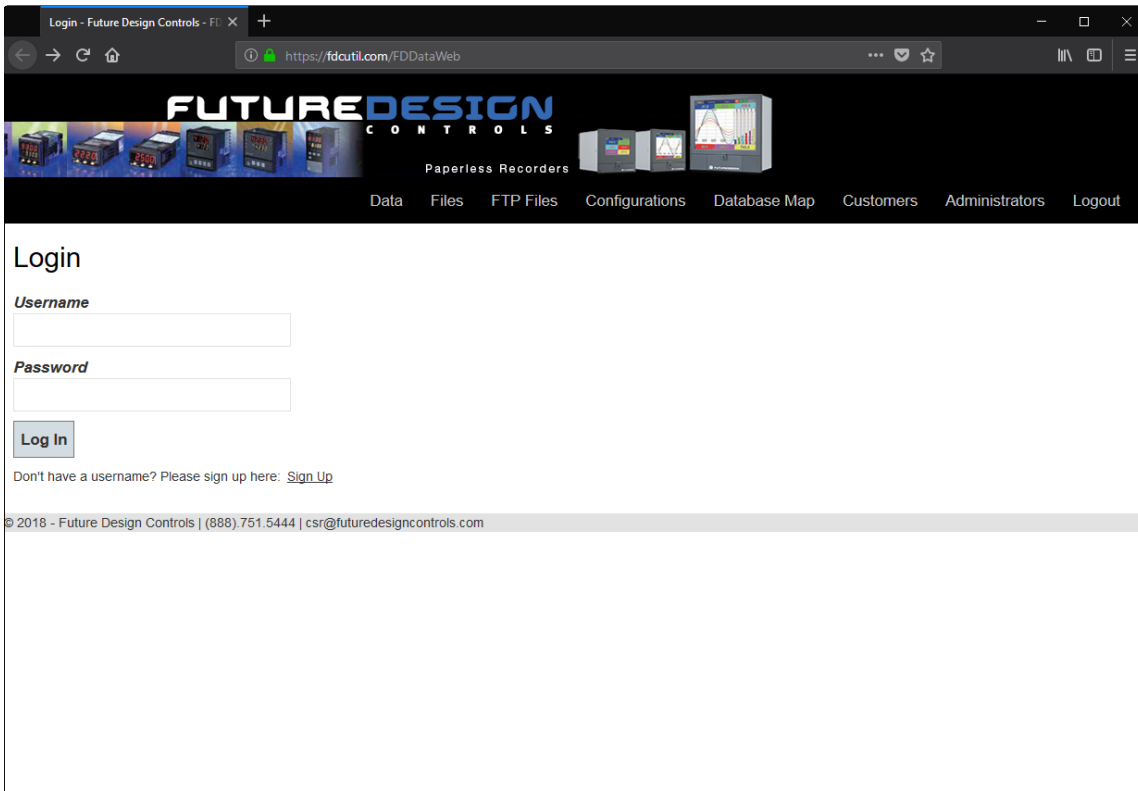 Login - Future Design Controls - FD
https://fdcutil.com/FDDataWeb
FUTUREDESIGN
CONTROLS
Paperless Recorders
Data Files FTP Files Configurations Database Map Customers Administrators Logout
Login
Username
Password
Log In
Don't have a username? Please sign up here: Sign Up
© 2018 - Future Design Controls | (888).751.5444 | csr@futuredesigncontrols.com